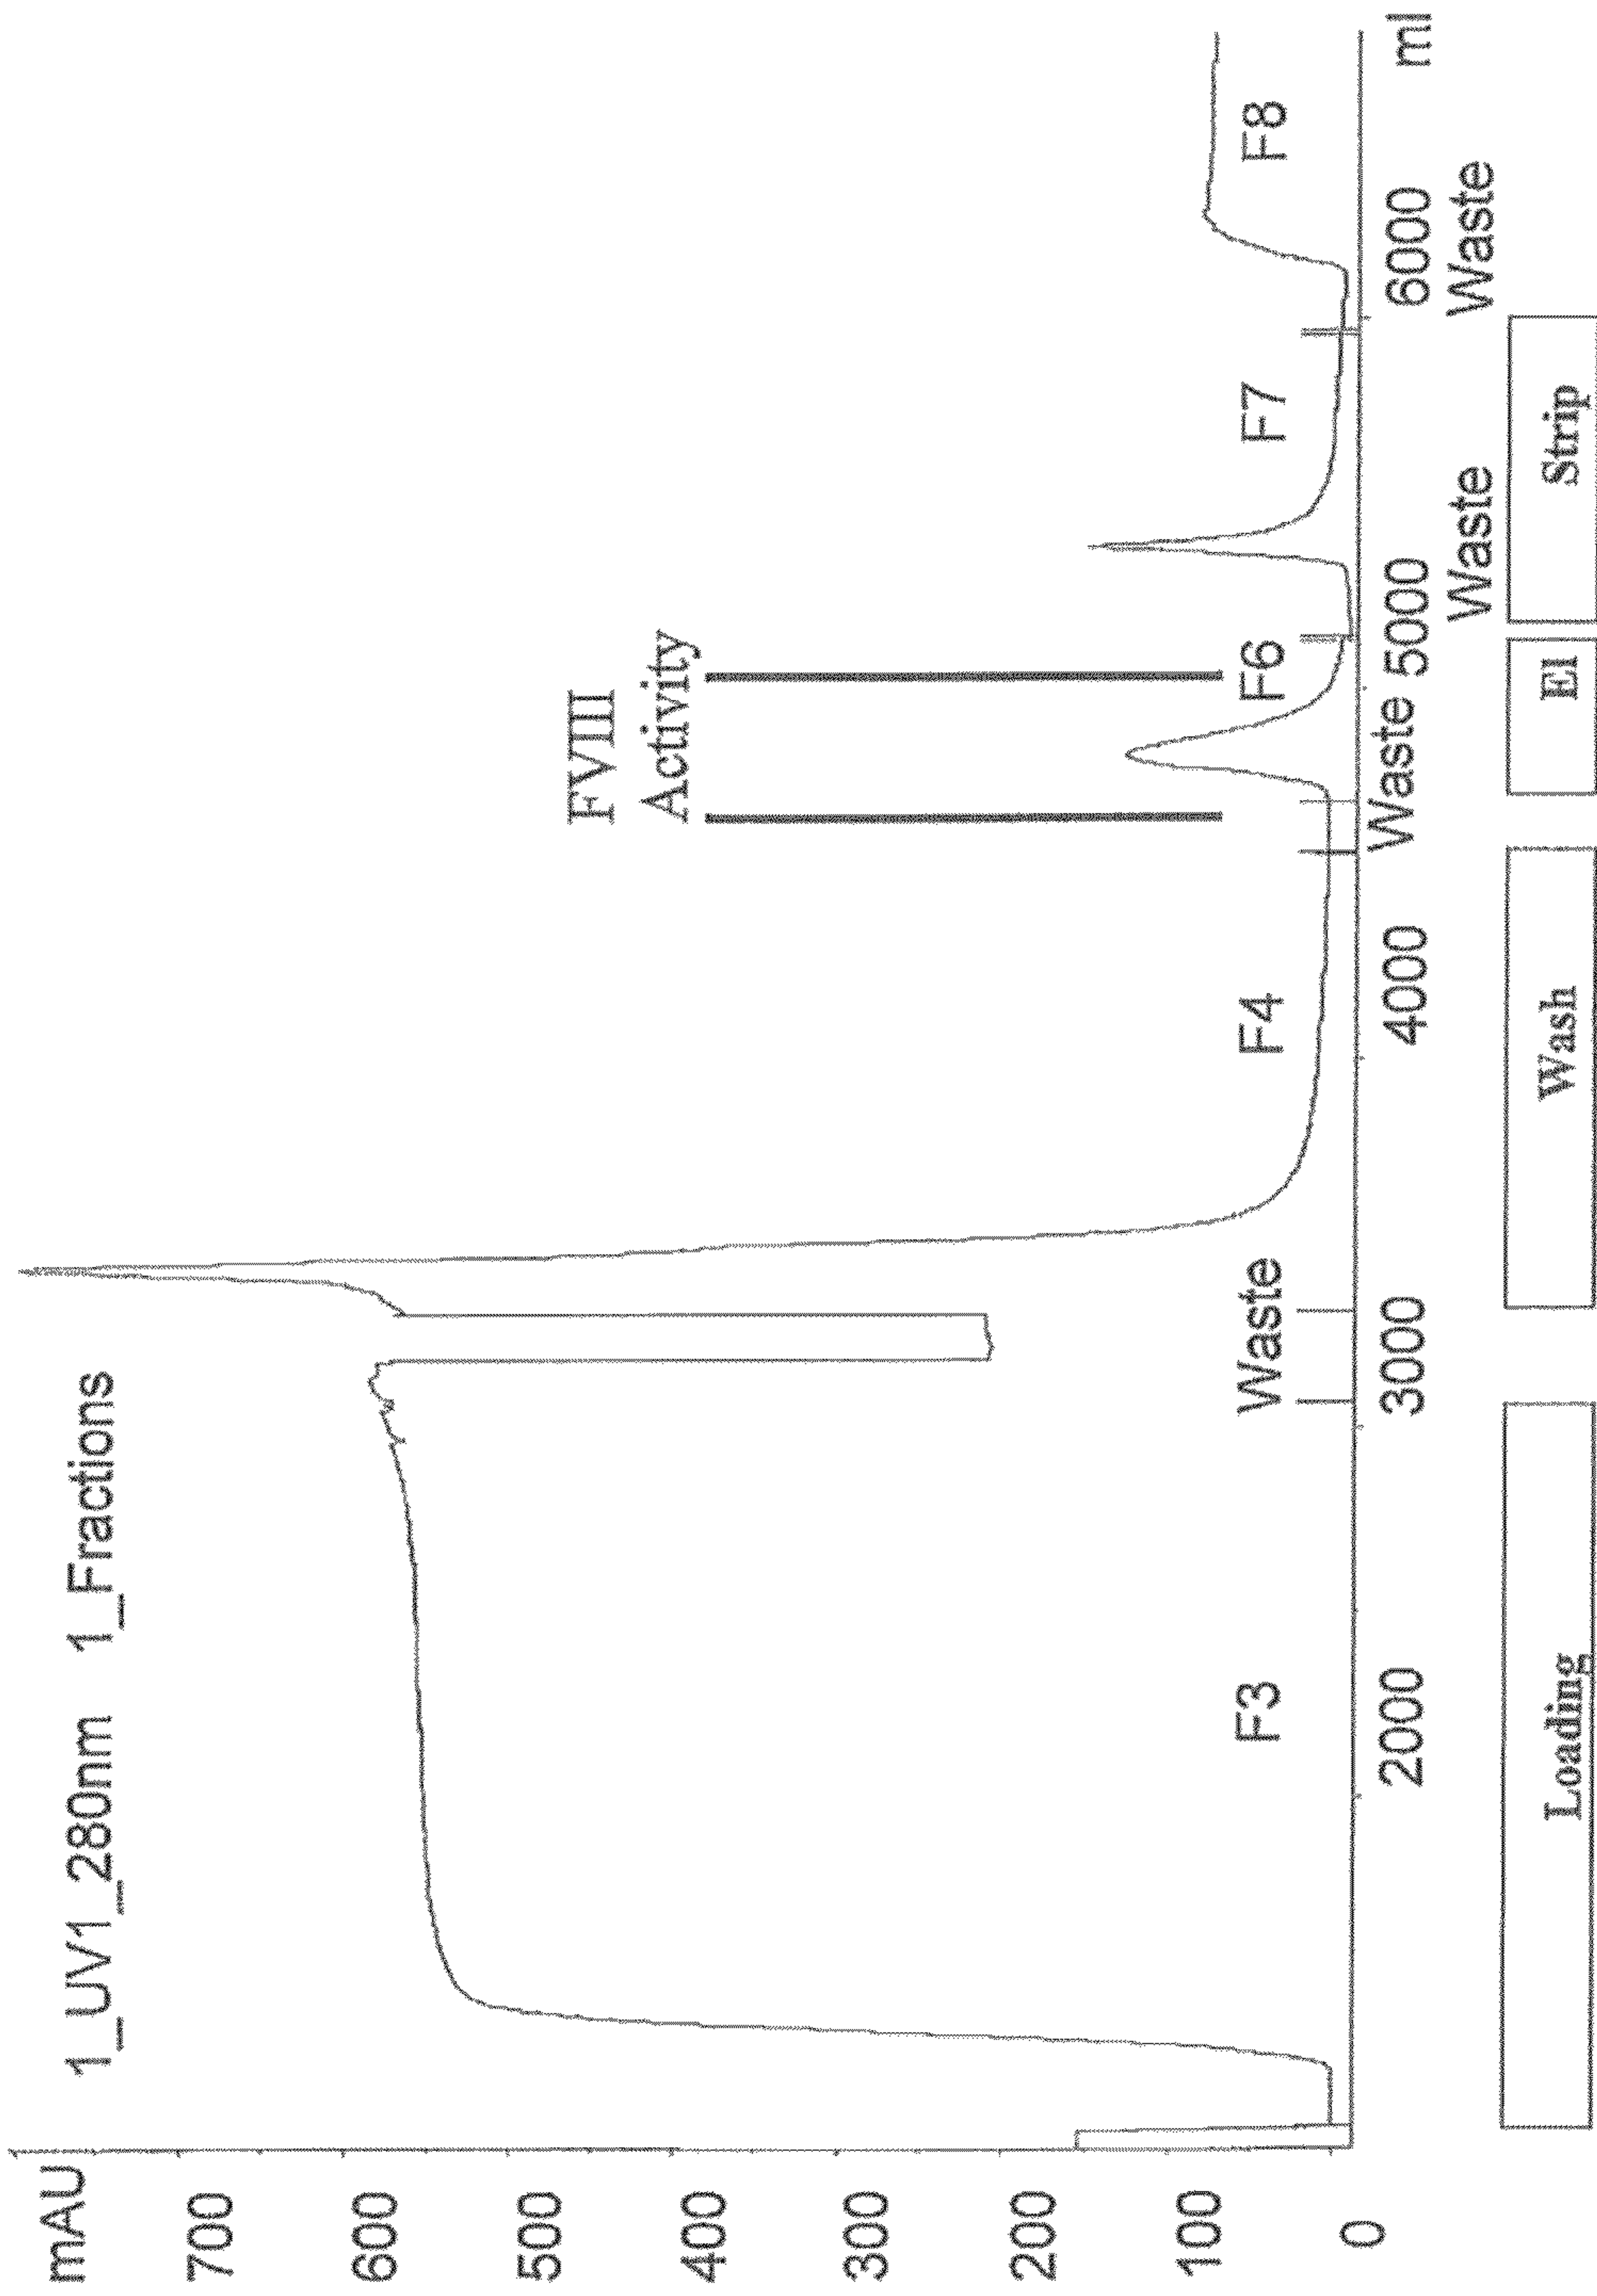 mAU
1_UV1_280nm 1_Fractions
700
600
500
400
300
200
100
0
FVIII
Activity
F3
Waste
F4
F6
F7
F8
2000
3000
4000
Waste
5000
6000
ml
Waste
Waste
Loading
Wash
El
Strip